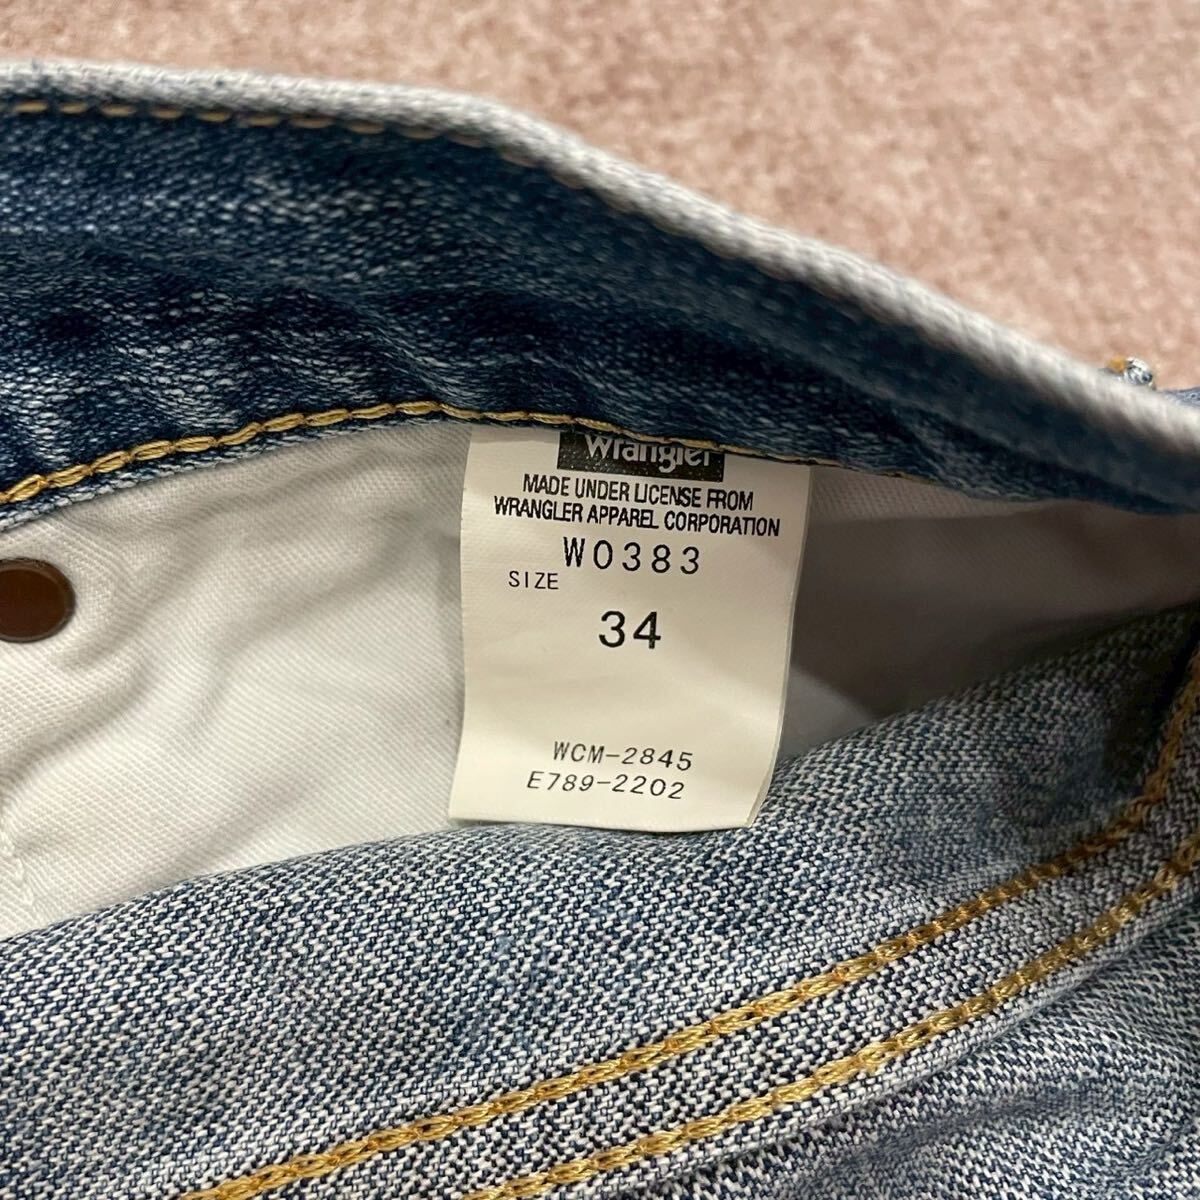 Wrangler
MADE UNDER LICENSE FROM
WRANGLER APPAREL CORPORATION
W0383
SIZE
34
WCM-2845
E789-2202